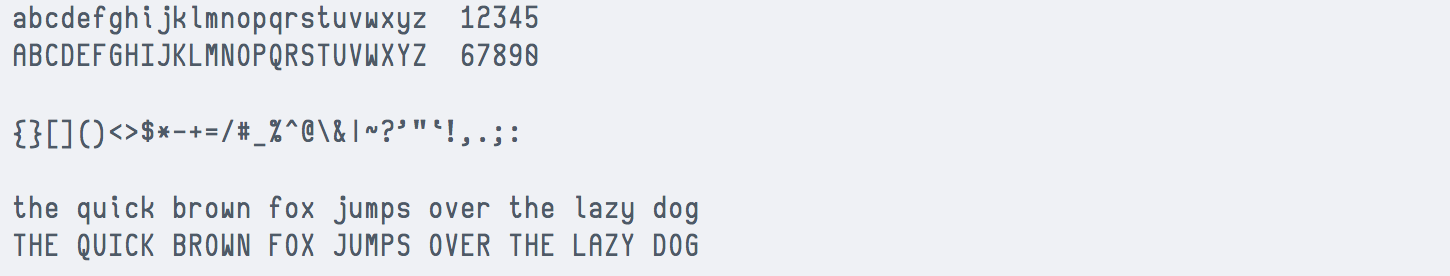 abcdefghijklmnopqrstuvwxyz  12345
ABCDEFGHIJKLMNOPQRSTUVWXYZ  67890
{}[]()<>$*-+=/#_%^@\&|~?’"‘!,.;:
the quick brown fox jumps over the lazy dog
THE QUICK BROWN FOX JUMPS OVER THE LAZY DOG